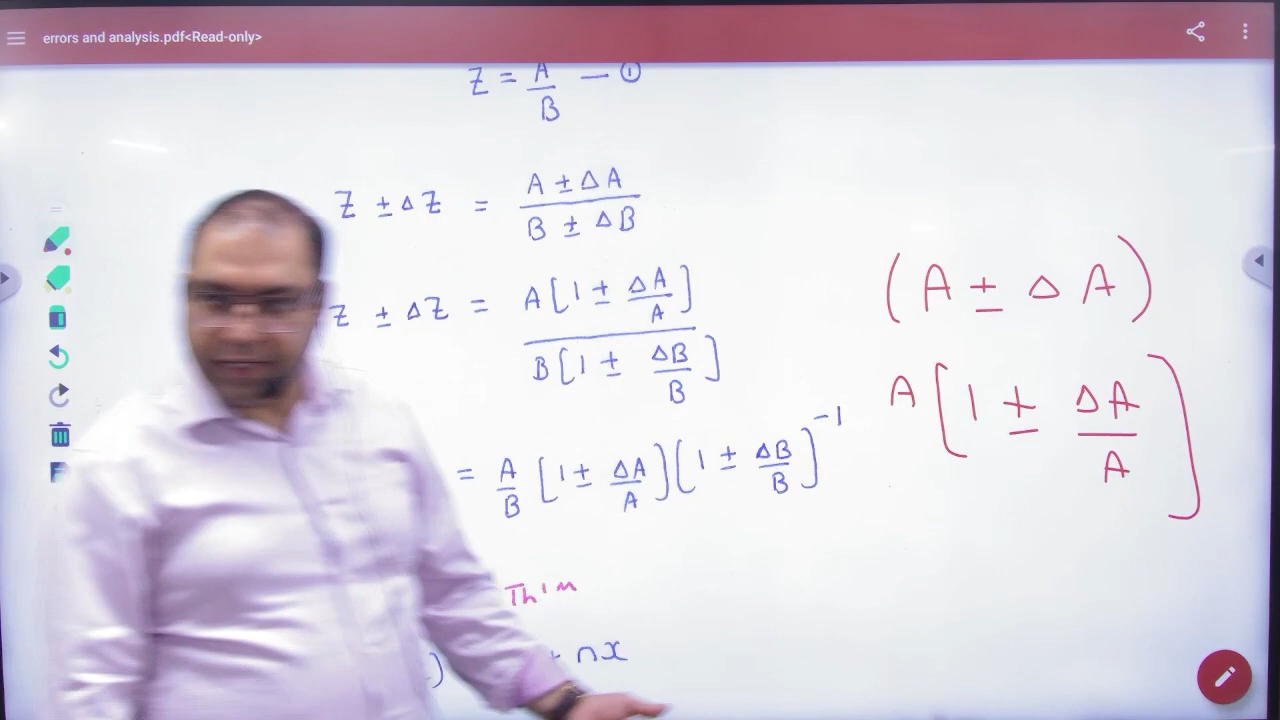 errors and analysis.pdf<Read-only>
Z = A/B — ①
Z ± ΔZ = (A ± ΔA)/(B ± ΔB)
Z ± ΔZ = A[1 ± ΔA/A] / B[1 ± ΔB/B]
= A/B [1 ± ΔA/A] [1 ± ΔB/B]⁻¹
) + nx
(A ± ΔA)
A[1 ± ΔA/A]